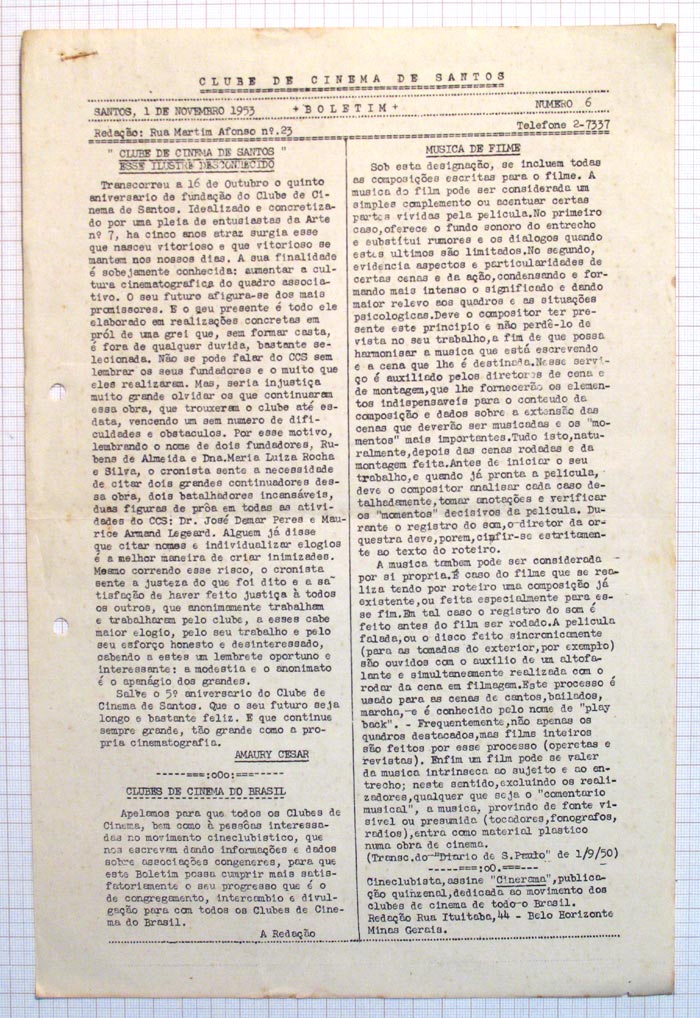 CLUBE DE CINEMA DE SANTOS
SANTOS, 1 DE NOVEMBRO 1953
+BOLETIM+
NUMERO 6
Redação: Rua Martim Afonso nº.23
Telefone 2-7337
" CLUBE DE CINEMA DE SANTOS "
ESSE ILUSTRE DESCONHECIDO
Transcorreu a 16 de Outubro o quinto
aniversario de fundação do Clube de Ci-
nema de Santos. Idealizado e concretiza-
do por uma pleia de entusiastas da Arte
nº 7, ha cinco anos atraz surgia esse
que nasceu vitorioso e que vitorioso se
mantem nos nossos dias. A sua finalidade
é sobejamente conhecida: aumentar a cul-
tura cinematografica do quadro associa-
tivo. O seu futuro afigura-se dos mais
promissores. E o seu presente é todo ele
elaborado em realizações concretas em
pról de uma grei que, sem formar casta,
é fora de qualquer duvida, bastante se-
lecionada. Não se pode falar do CCS sem
lembrar os seus fundadores e o muito que
eles realizaram. Mas, seria injustiça
muito grande olvidar os que continuaram
essa obra, que trouxeram o clube até es-
data, vencendo um sem numero de difi-
culdades e obstaculos. Por esse motivo,
lembrando o nome de dois fundadores, Ru-
bens de Almeida e Dna.Maria Luiza Rocha
e Silva, o cronista sente a necessidade
de citar dois grandes continuadores des-
sa obra, dois batalhadores incansáveis,
duas figuras de prôa em todas as ativi-
dades do CCS: Dr. José Demar Peres e Mau-
rice Armand Legeard. Alguem já disse
que citar nomes e individualizar elogios
é a melhor maneira de criar inimizades.
Mesmo correndo esse risco, o cronista
sente a justeza do que foi dito e a sa-
tisfação de haver feito justiça à todos
os outros, que anonimamente trabalham
e trabalharam pelo clube, a esses cabe
maior elogio, pelo seu trabalho e pelo
seu esforço honesto e desinteressado,
cabendo a estes um lembrete oportuno e
interessante: a modestia e o anonimato
é o apenágio dos grandes.
Salve o 5º aniversario do Clube de
Cinema de Santos. Que o seu futuro seja
longo e bastante feliz. E que continue
sempre grande, tão grande como a pro-
pria cinematografia.
AMAURY CESAR
-----===:oOo:===-----
CLUBES DE CINEMA DO BRASIL
Apelamos para que todos os Clubes de
Cinema, bem como à pessôas interessa-
das no movimento cineclubistico, que
nos escrevam dando informações e dados
sobre associações congeneres, para que
este Boletim possa cumprir mais satis-
fatoriamente o seu progresso que é o
de congregamento, intercambio e divul-
gação para com todos os Clubes de Cine-
ma do Brasil.
A Redação
MUSICA DE FILME
Sob esta designação, se incluem todas
as composições escritas para o filme. A
musica do film pode ser considerada um
simples complemento ou acentuar certas
partes vividas pela pelicula.No primeiro
caso,oferece o fundo sonoro do entrecho
e substitui rumores e os dialogos quando
estes ultimos são limitados.No segundo,
evidencia aspectos e particularidades de
certas cenas e da ação,condensando e for-
mando mais intenso o significado e dando
maior relevo aos quadros e as situações
psicologicas.Deve o compositor ter pre-
sente este principio e não perdê-lo de
vista no seu trabalho,a fim de que possa
harmonisar a musica que está escrevendo
e a cena que lhe é destinada.Nesse servi-
ço é auxiliado pelos diretores de cena e
de montagem,que lhe fornecerão os elemen-
tos indispensaveis para o conteudo da
composição e dados sobre a extensão das
cenas que deverão ser musicadas e os "mo-
mentos" mais importantes.Tudo isto,natu-
ralmente,depois das cenas rodadas e da
montagem feita.Antes de iniciar o seu
trabalho,e quando já pronta a pelicula,
deve o compositor analisar cada caso de-
talhadamente,tomar anotações e verificar
os "momentos" decisivos da pelicula. Du-
rante o registro do som,o-diretor da or-
questra deve,porem,cinfir-se estritamen-
te ao texto do roteiro.
A musica tambem pode ser considerada
por si propria.É caso do filme que se rea-
liza tendo por roteiro uma composição já
existente,ou feita especialmente para es-
se fim.Em tal caso o registro do som é
feito antes do film ser rodado.A pelicula
falada,ou o disco feito sincronicamente
(para as tomadas do exterior,por exemplo)
são ouvidos com o auxilio de um altofa-
lante e simultaneamente realizada com o
rodar da cena em filmagem.Este processo é
usado para as cenas de cantos,bailados,
marcha,-e é conhecido pelo nome de "play
back". - Frequentemente,não apenas os
quadros destacados,mas filmes inteiros
são feitos por esse processo (operetas e
revistas). Enfim um film pode se valer
da musica intrinseca ao sujeito e ao en-
trecho; neste sentido,excluindo os reali-
zadores,qualquer que seja o "comentario
musical", a musica, provindo de fonte vi-
sivel ou presumida (tocadores,fonografos,
radios),entra como material plastico
numa obra de cinema.
(Transc.do-"Diario de S.Paulo" de 1/9/50)
-----===:oO.===-----
Cineclubista,assine "Cinerama",publica-
ção quinzenal,dedicada ao movimento dos
clubes de cinema de todo-o Brasil.
Redação Rua Ituitaba,44 - Belo Horizonte
Minas Gerais.